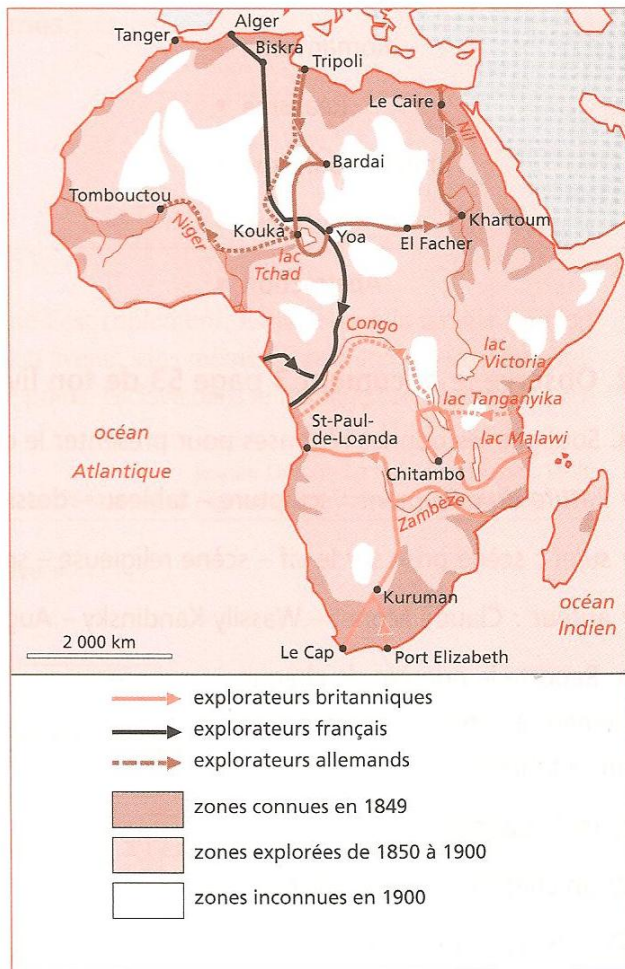 Alger
Tanger
Biskra
Tripoli
Le Caire
Nil
Bardai
Tombouctou
Niger
Kouka
Yoa
El Facher
Khartoum
lac
Tchad
Congo
lac
Victoria
lac Tanganyika
océan
Atlantique
St-Paul-
de-Loanda
lac Malawi
Chitambo
Zambèze
Kuruman
océan
Indien
2 000 km
Le Cap
Port Elizabeth
explorateurs britanniques
explorateurs français
explorateurs allemands
zones connues en 1849
zones explorées de 1850 à 1900
zones inconnues en 1900